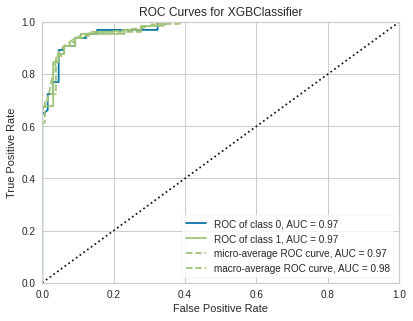 ROC Curves for XGBClassifier
1.0
0.8
0.6
0.4
0.2
0.0
True Positive Rate
ROC of class 0, AUC = 0.97
ROC of class 1, AUC = 0.97
micro-average ROC curve, AUC = 0.97
macro-average ROC curve, AUC = 0.98
0.0 0.2 0.4 0.6 0.8 1.0
False Positive Rate